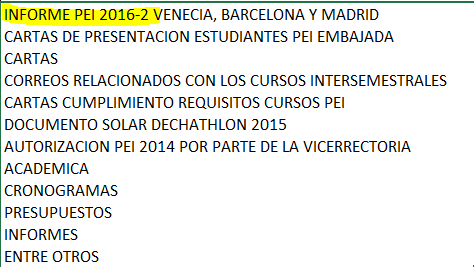 INFORME PEI 2016-2 VENECIA, BARCELONA Y MADRID
CARTAS DE PRESENTACION ESTUDIANTES PEI EMBAJADA
CARTAS
CORREOS RELACIONADOS CON LOS CURSOS INTERSEMESTRALES
CARTAS CUMPLIMIENTO REQUISITOS CURSOS PEI
DOCUMENTO SOLAR DECHATHLON 2015
AUTORIZACION PEI 2014 POR PARTE DE LA VICERRECTORIA
ACADEMICA
CRONOGRAMAS
PRESUPUESTOS
INFORMES
ENTRE OTROS